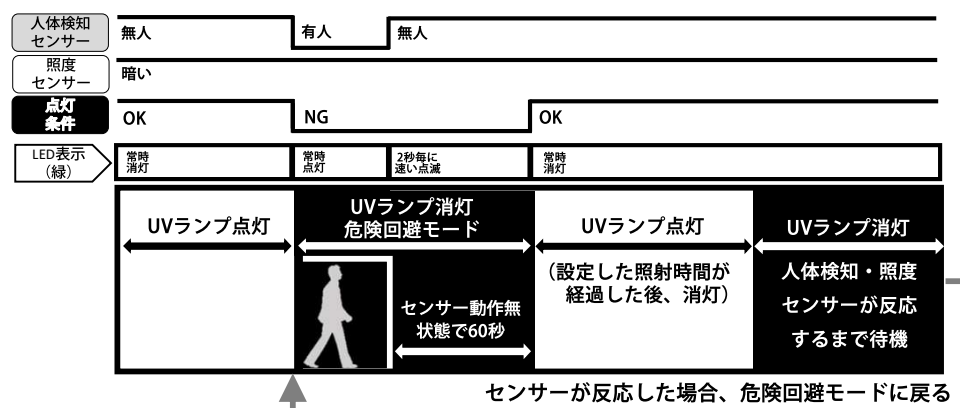 人体検知
センサー
無人
有人
無人
照度
センサー
暗い
点灯
条件
OK
NG
OK
LED表示
（緑）
常時
消灯
常時
点灯
2秒毎に
速い点滅
常時
消灯
UVランプ点灯
UVランプ消灯
危険回避モード
センサー動作無
状態で60秒
UVランプ点灯
（設定した照射時間が
経過した後、消灯）
UVランプ消灯
人体検知・照度
センサーが反応
するまで待機
センサーが反応した場合、危険回避モードに戻る